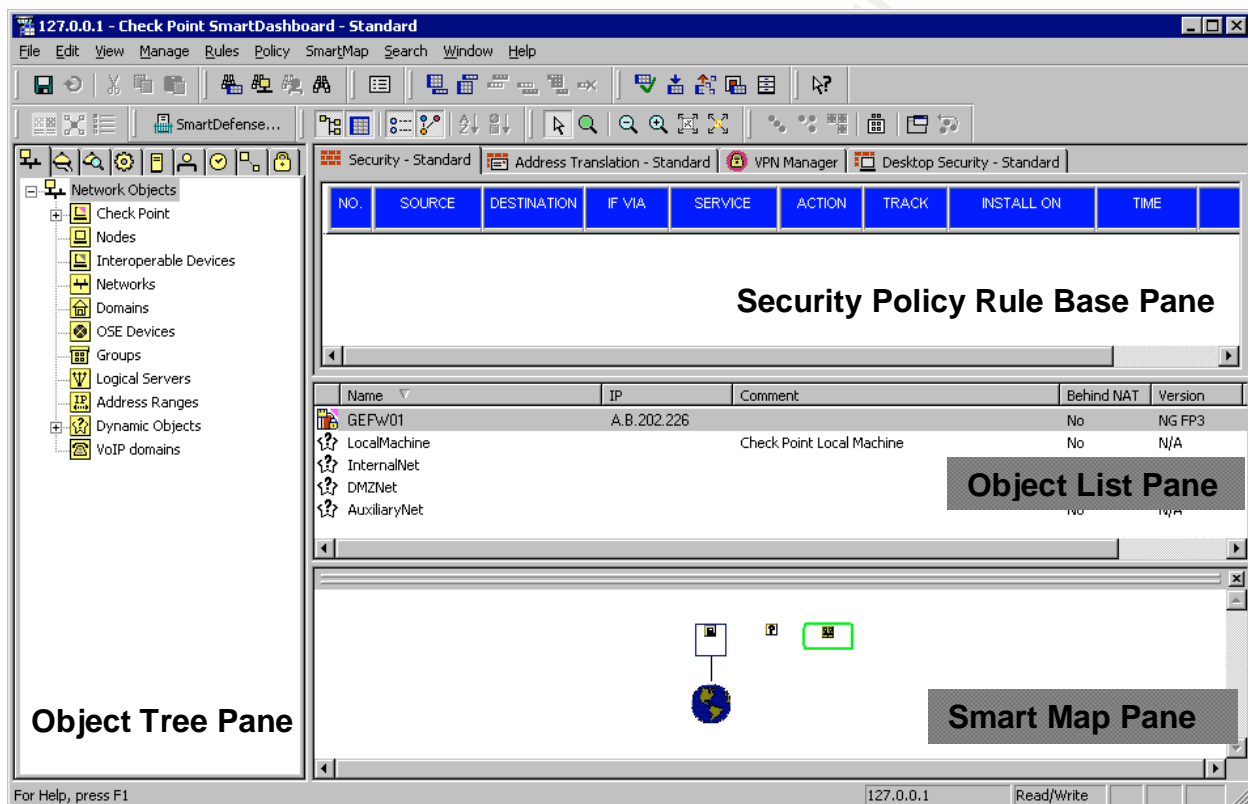 127.0.0.1 - Check Point SmartDashboard - Standard
File Edit View Manage Rules Policy SmartMap Search Window Help
SmartDefense...
Security - Standard Address Translation - Standard VPN Manager Desktop Security - Standard
Network Objects
Check Point
Nodes
Interoperable Devices
Networks
Domains
OSE Devices
Groups
Logical Servers
Address Ranges
Dynamic Objects
VoIP domains
Object Tree Pane
NO. SOURCE DESTINATION IF VIA SERVICE ACTION TRACK INSTALL ON TIME
Security Policy Rule Base Pane
Name IP Comment Behind NAT Version
GEFW01 A.B.202.226 No NG FP3
LocalMachine Check Point Local Machine No N/A
InternalNet
DMZNet
AuxiliaryNet No N/A
Object List Pane
Smart Map Pane
For Help, press F1 127.0.0.1 Read/Write